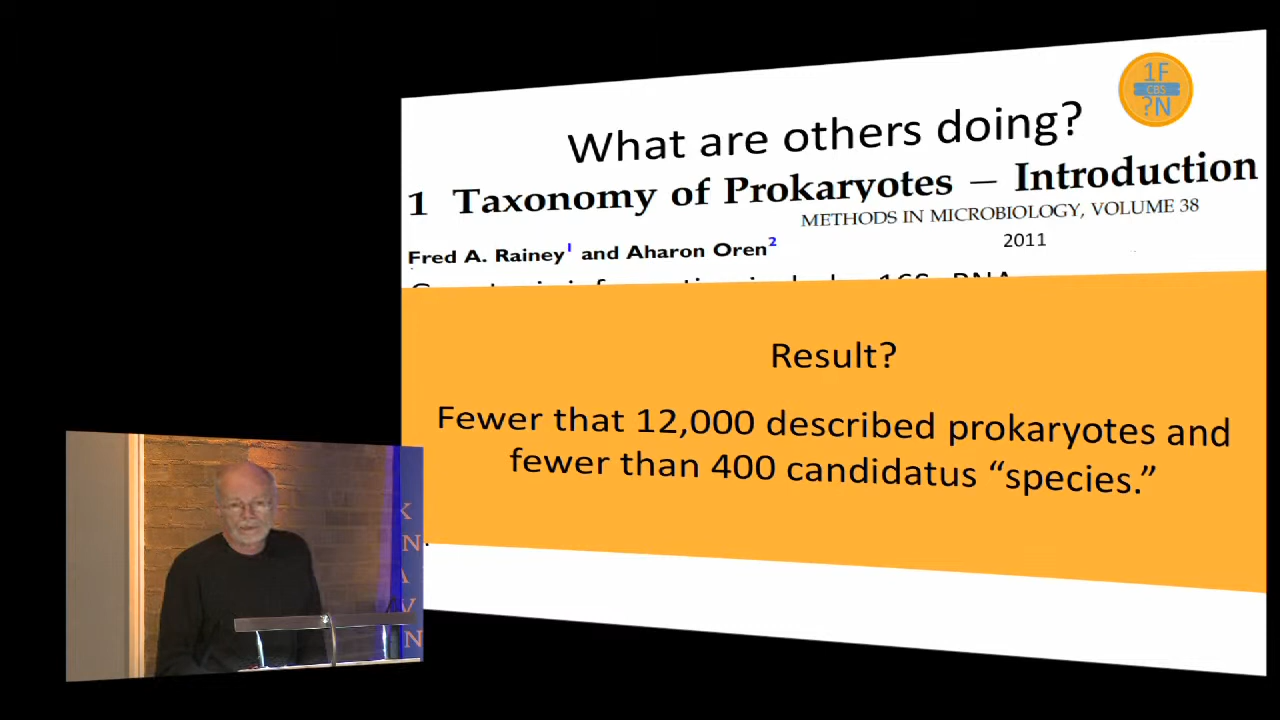 1F
CBS
?N
What are others doing?
1 Taxonomy of Prokaryotes – Introduction
METHODS IN MICROBIOLOGY, VOLUME 38
Fred A. Rainey1 and Aharon Oren2
2011
Result?
Fewer that 12,000 described prokaryotes and
fewer than 400 candidatus “species.”
K
N
A
V
N